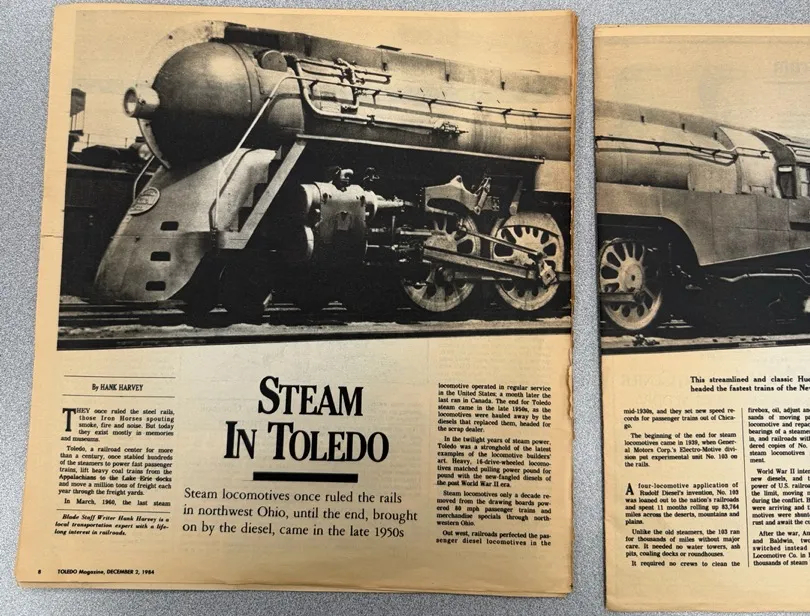 By HANK HARVEY
THEY once ruled the steel rails,
those Iron Horses spouting
smoke, fire and noise. But today
they exist mostly in memories
and museums.
Toledo, a railroad center for more
than a century, once stabled hundreds
of the steamers to power fast passenger
trains, lift heavy coal trains from the
Appalachians to the Lake Erie docks
and move a million tons of freight each
year through the freight yards.
In March, 1960, the last steam
Blade Staff Writer Hank Harvey is a
local transportation expert with a life-
long interest in railroads.
STEAM
IN TOLEDO
Steam locomotives once ruled the rails
in northwest Ohio, until the end, brought
on by the diesel, came in the late 1950s
locomotive operated in regular service
in the United States; a month later the
last ran in Canada. The end for Toledo
steam came in the late 1950s, as the
locomotives were hauled away by the
diesels that replaced them, headed for
the scrap dealer.
In the twilight years of steam power,
Toledo was a stronghold of the latest
examples of the locomotive builders'
art. Heavy, 16-drive-wheeled locomo-
tives matched pulling power pound for
pound with the new-fangled diesels of
the post World War II era.
Steam locomotives only a decade re-
moved from the drawing boards pow-
ered 80 mph passenger trains and
merchandise specials through north-
western Ohio.
Out west, railroads perfected the pas-
senger diesel locomotives in the
8 TOLEDO Magazine, DECEMBER 2, 1984
This streamlined and classic Hu
headed the fastest trains of the Ne
mid-1930s, and they set new speed re-
cords for passenger trains out of Chica-
go.
The beginning of the end for steam
locomotives came in 1939, when Gener-
al Motors Corp.'s Electro-Motive divi-
sion put experimental unit No. 103 on
the rails.
A four-locomotive application of
Rudolf Diesel's invention, No. 103
was loaned out to the nation's railroads
and spent 11 months rolling up 83,764
miles across the deserts, mountains and
plains.
Unlike the old steamers, the 103 ran
for thousands of miles without major
care. It needed no water towers, ash
pits, coaling docks or roundhouses.
It required no crews to clean the
firebox, oil, adjust a
sands of moving pa
locomotive and repac
bearings of a steamer
in, and railroads with
dered copies of No.
steam locomotives
ment.
World War II inte
diesels, and the
power of U.S. railroa
the limit, moving
during the conflict. B
were arriving and
motives were shun
rust and await the c
After the war, Am
and Baldwin, two
switched instead
Locomotive Co. in
thousands of steam